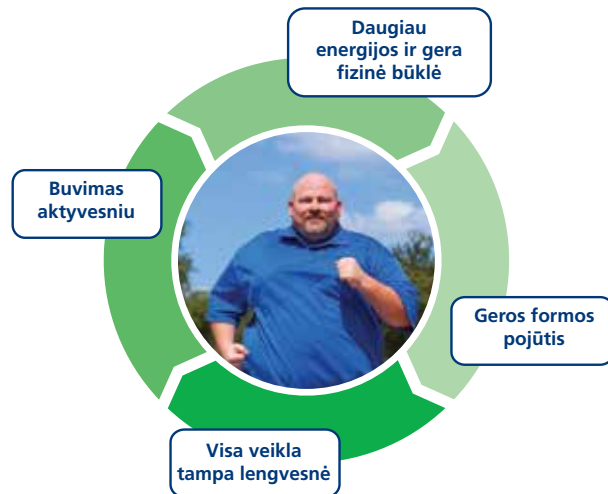 Daugiau
energijos ir gera
fizinė būklė
Buvimas
aktyvesniu
Geros formos
pojūtis
Visa veikla
tampa lengvesnė